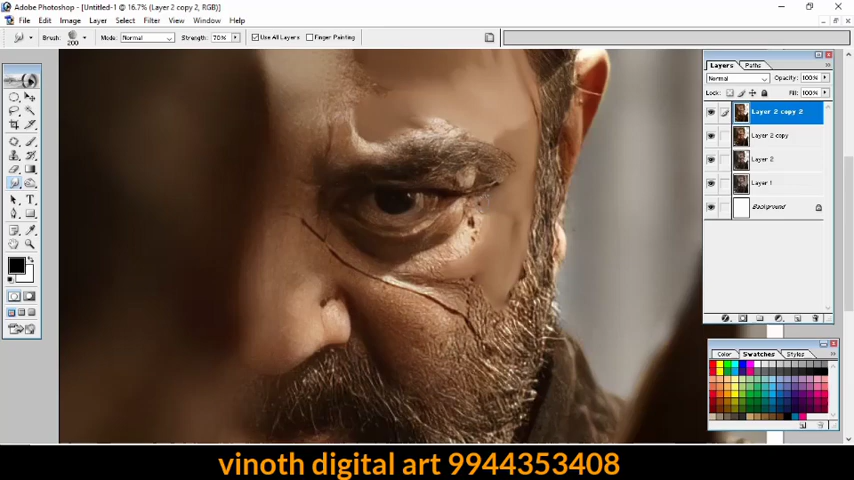 Adobe Photoshop - [Untitled-1 @ 16.7% (Layer 2 copy 2, RGB)]
File Edit Image Layer Select Filter View Window Help
Brush: 200 Mode: Normal Strength: 70% Use All Layers Finger Painting
Layers Paths
Normal Opacity: 100%
Lock: Fill: 100%
Layer 2 copy 2
Layer 2 copy
Layer 2
Layer 1
Background
Color Swatches Styles
vinoth digital art 9944353408